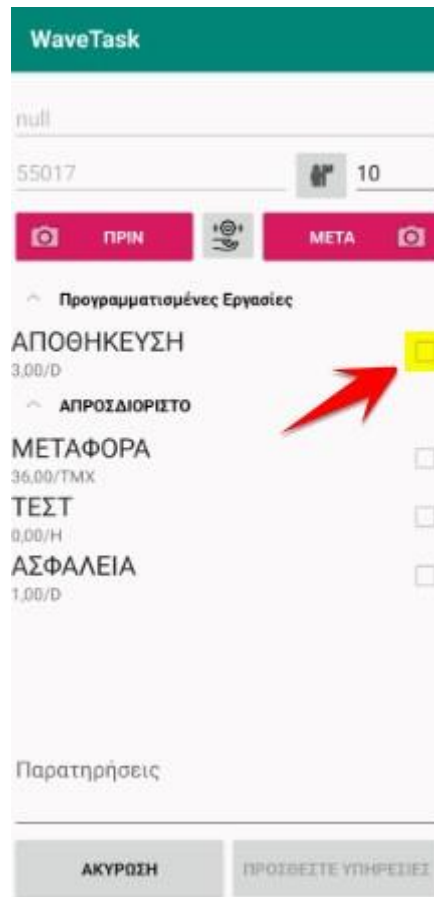 WaveTask
null
55017
10
ΠΡΙΝ
ΜΕΤΑ
Προγραμματισμένες Εργασίες
ΑΠΟΘΗΚΕΥΣΗ
3,00/D
ΑΠΡΟΣΔΙΟΡΙΣΤΟ
ΜΕΤΑΦΟΡΑ
36,00/TMX
ΤΕΣΤ
0,00/H
ΑΣΦΑΛΕΙΑ
1,00/D
Παρατηρήσεις
ΑΚΥΡΩΣΗ
ΠΡΟΣΘΕΣΤΕ ΥΠΗΡΕΣΙΕΣ